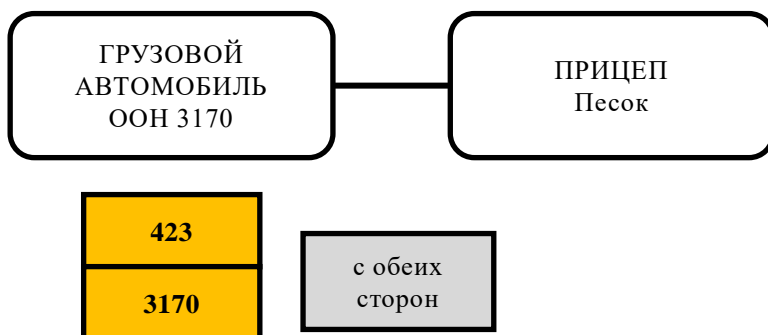 ГРУЗОВОЙ
АВТОМОБИЛЬ
ООН 3170
ПРИЦЕП
Песок
423
3170
с обеих
сторон